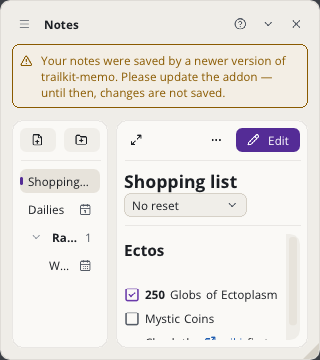 Notes
Your notes were saved by a newer version of
trailkit-memo. Please update the addon —
until then, changes are not saved.
Edit
Shopping...
Dailies
Ra... 1
W...
Shopping list
No reset
Ectos
250 Globs of Ectoplasm
Mystic Coins